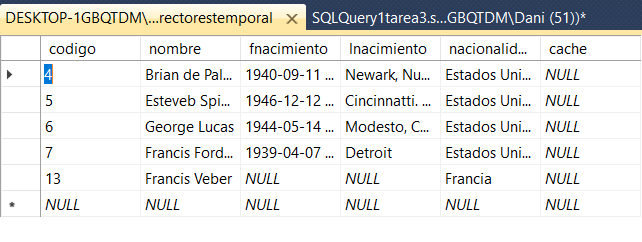 DESKTOP-1GBQTDM\...rectorestemporal SQLQuery1tarea3.s...GBQTDM\Dani (51))*
codigo nombre fnacimiento lnacimiento nacionalid... cache
4 Brian de Pal... 1940-09-11 ... Newark, Nu... Estados Uni... NULL
5 Esteveb Spi... 1946-12-12 ... Cincinnatti. ... Estados Uni... NULL
6 George Lucas 1944-05-14 ... Modesto, C... Estados Uni... NULL
7 Francis Ford... 1939-04-07 ... Detroit Estados Uni... NULL
13 Francis Veber NULL NULL Francia NULL
* NULL NULL NULL NULL NULL NULL